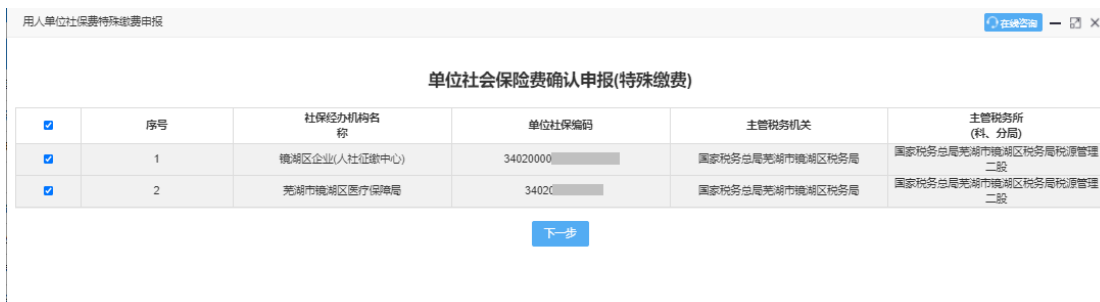 用人单位社保费特殊缴费申报
在线咨询
单位社会保险费确认申报(特殊缴费)
序号
社保经办机构名
称
单位社保编码
主管税务机关
主管税务所
(科、分局)
1
镜湖区企业(人社征缴中心)
34020000
国家税务总局芜湖市镜湖区税务局
国家税务总局芜湖市镜湖区税务局税源管理
二股
2
芜湖市镜湖区医疗保障局
3402
国家税务总局芜湖市镜湖区税务局
国家税务总局芜湖市镜湖区税务局税源管理
二股
下一步